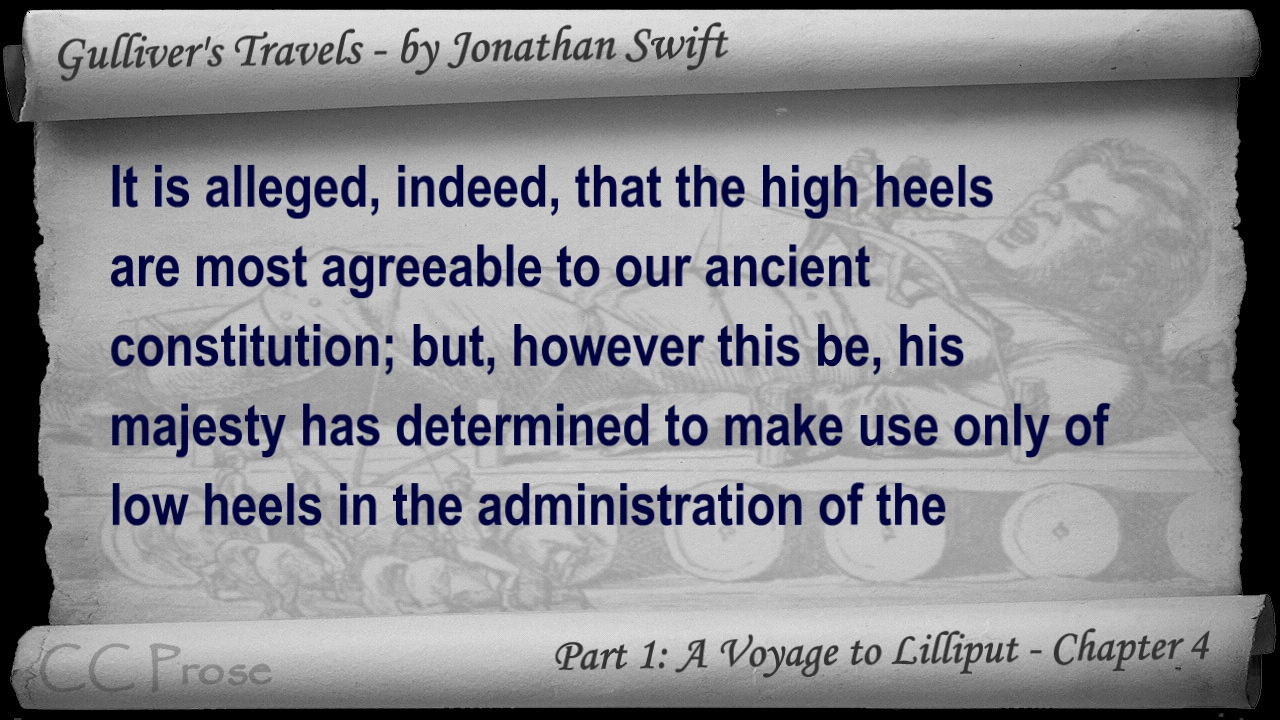 Gulliver's Travels - by Jonathan Swift
It is alleged, indeed, that the high heels
are most agreeable to our ancient
constitution; but, however this be, his
majesty has determined to make use only of
low heels in the administration of the
CC Prose
Part 1: A Voyage to Lilliput - Chapter 4